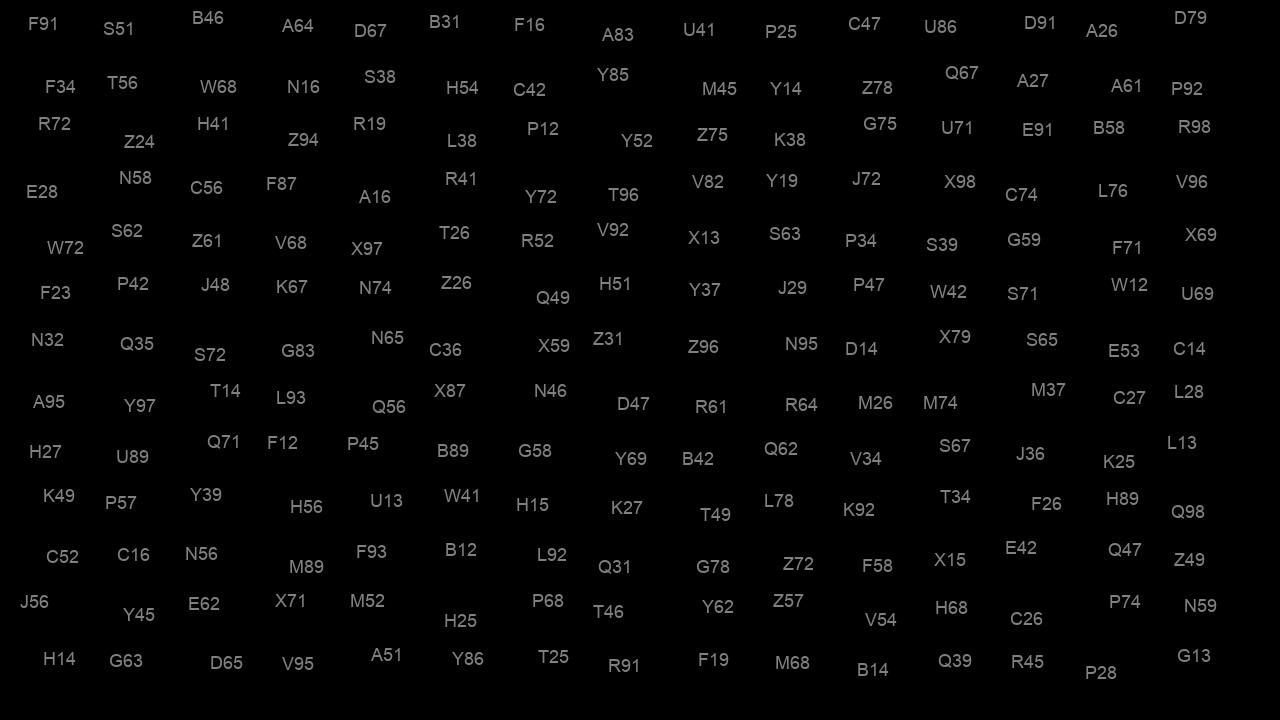 F91 S51 B46 A64 D67 B31 F16 A83 U41 P25 C47 U86 D91 A26 D79
F34 T56 W68 N16 S38 H54 C42 Y85 M45 Y14 Z78 Q67 A27 A61 P92
R72 Z24 H41 Z94 R19 L38 P12 Y52 Z75 K38 G75 U71 E91 B58 R98
E28 N58 C56 F87 A16 R41 Y72 T96 V82 Y19 J72 X98 C74 L76 V96
W72 S62 Z61 V68 X97 T26 R52 V92 X13 S63 P34 S39 G59 F71 X69
F23 P42 J48 K67 N74 Z26 Q49 H51 Y37 J29 P47 W42 S71 W12 U69
N32 Q35 S72 G83 N65 C36 X59 Z31 Z96 N95 D14 X79 S65 E53 C14
A95 Y97 T14 L93 Q56 X87 N46 D47 R61 R64 M26 M74 M37 C27 L28
H27 U89 Q71 F12 P45 B89 G58 Y69 B42 Q62 V34 S67 J36 K25 L13
K49 P57 Y39 H56 U13 W41 H15 K27 T49 L78 K92 T34 F26 H89 Q98
C52 C16 N56 M89 F93 B12 L92 Q31 G78 Z72 F58 X15 E42 Q47 Z49
J56 Y45 E62 X71 M52 H25 P68 T46 Y62 Z57 V54 H68 C26 P74 N59
H14 G63 D65 V95 A51 Y86 T25 R91 F19 M68 B14 Q39 R45 P28 G13